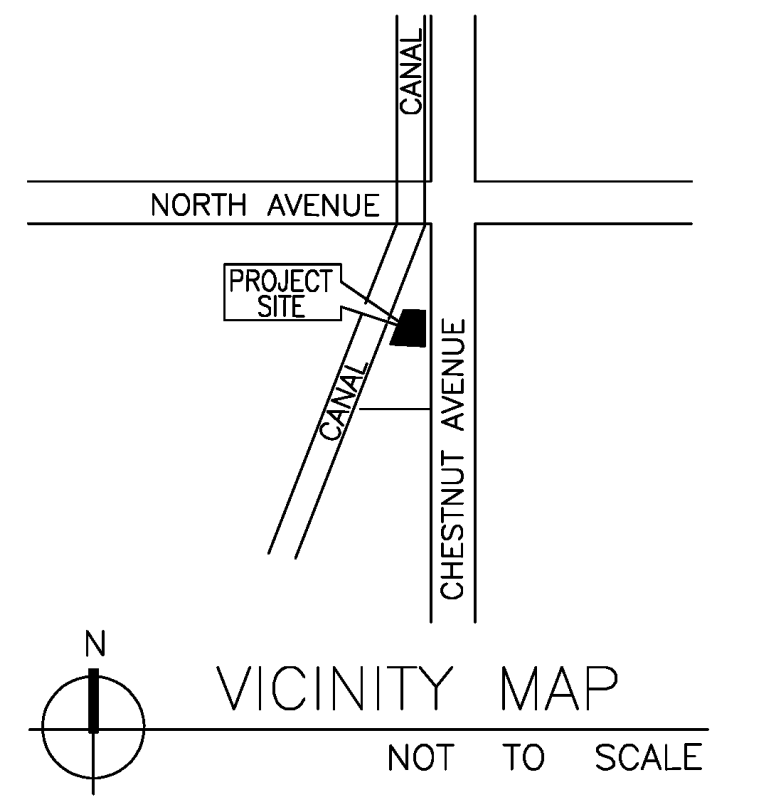 CANAL
NORTH AVENUE
PROJECT
SITE
CANAL
CHESTNUT AVENUE
N
VICINITY MAP
NOT TO SCALE